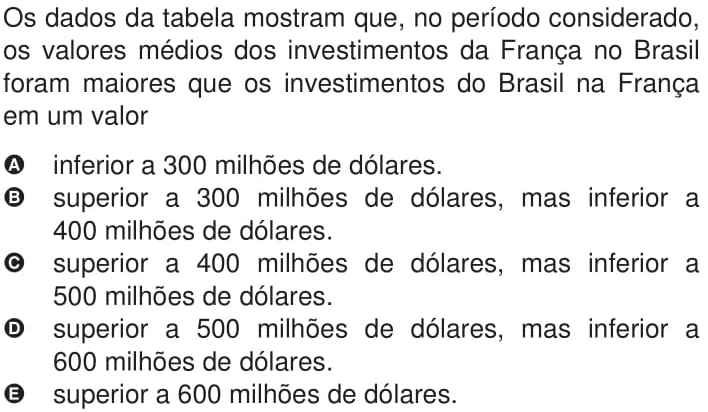 Os dados da tabela mostram que, no período considerado,
os valores médios dos investimentos da França no Brasil
foram maiores que os investimentos do Brasil na França
em um valor
A inferior a 300 milhões de dólares.
B superior a 300 milhões de dólares, mas inferior a
400 milhões de dólares.
C superior a 400 milhões de dólares, mas inferior a
500 milhões de dólares.
D superior a 500 milhões de dólares, mas inferior a
600 milhões de dólares.
E superior a 600 milhões de dólares.